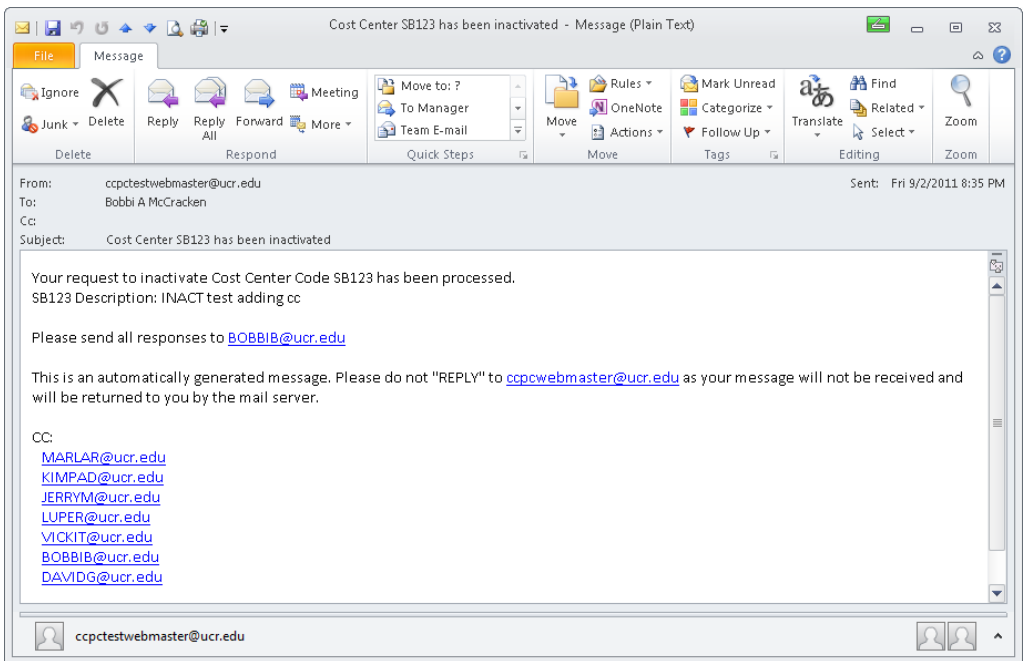 Cost Center SB123 has been inactivated - Message (Plain Text)
File Message
Ignore
Junk
Delete
Reply
Reply All
Forward
Meeting
More
Move to: ?
To Manager
Team E-mail
Move
Rules
OneNote
Actions
Mark Unread
Categorize
Follow Up
Translate
Find
Related
Select
Zoom
Delete Respond Quick Steps Move Tags Editing Zoom
From: ccpctestwebmaster@ucr.edu Sent: Fri 9/2/2011 8:35 PM
To: Bobbi A McCracken
Cc:
Subject: Cost Center SB123 has been inactivated
Your request to inactivate Cost Center Code SB123 has been processed.
SB123 Description: INACT test adding cc
Please send all responses to BOBBIB@ucr.edu
This is an automatically generated message. Please do not "REPLY" to ccpcwebmaster@ucr.edu as your message will not be received and
will be returned to you by the mail server.
CC:
MARLAR@ucr.edu
KIMPAD@ucr.edu
JERRYM@ucr.edu
LUPER@ucr.edu
VICKIT@ucr.edu
BOBBIB@ucr.edu
DAVIDG@ucr.edu
ccpctestwebmaster@ucr.edu